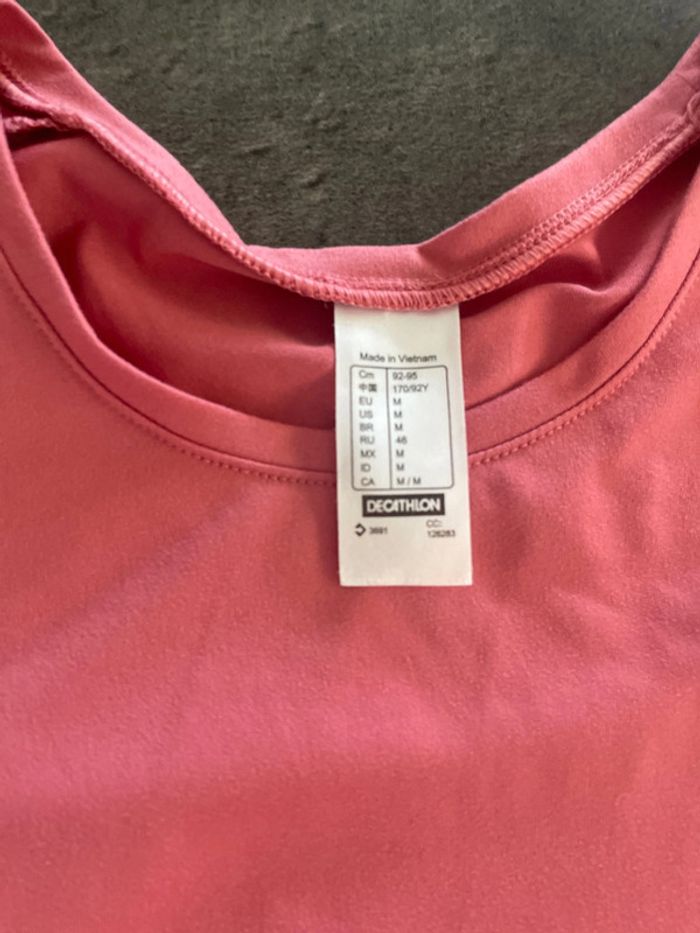 Made in Vietnam
Cm 92-95
中国 170/92Y
EU M
US M
BR M
RU 46
MX M
ID M
CA M / M
DECATHLON
3691 CC:
126283